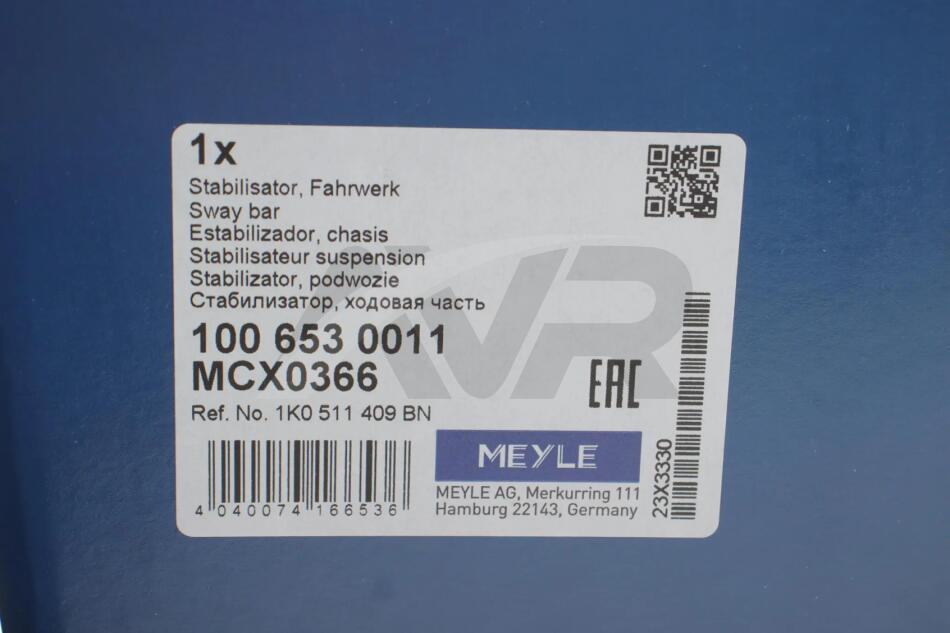 1x
Stabilisator, Fahrwerk
Sway bar
Estabilizador, chasis
Stabilisateur suspension
Stabilizator, podwozie
Стабилизатор, ходовая часть
100 653 0011
MCX0366
Ref. No. 1K0 511 409 BN
EAC
MEYLE
MEYLE AG, Merkurring 111
Hamburg 22143, Germany
4 040074 166536
23X3330
AVR